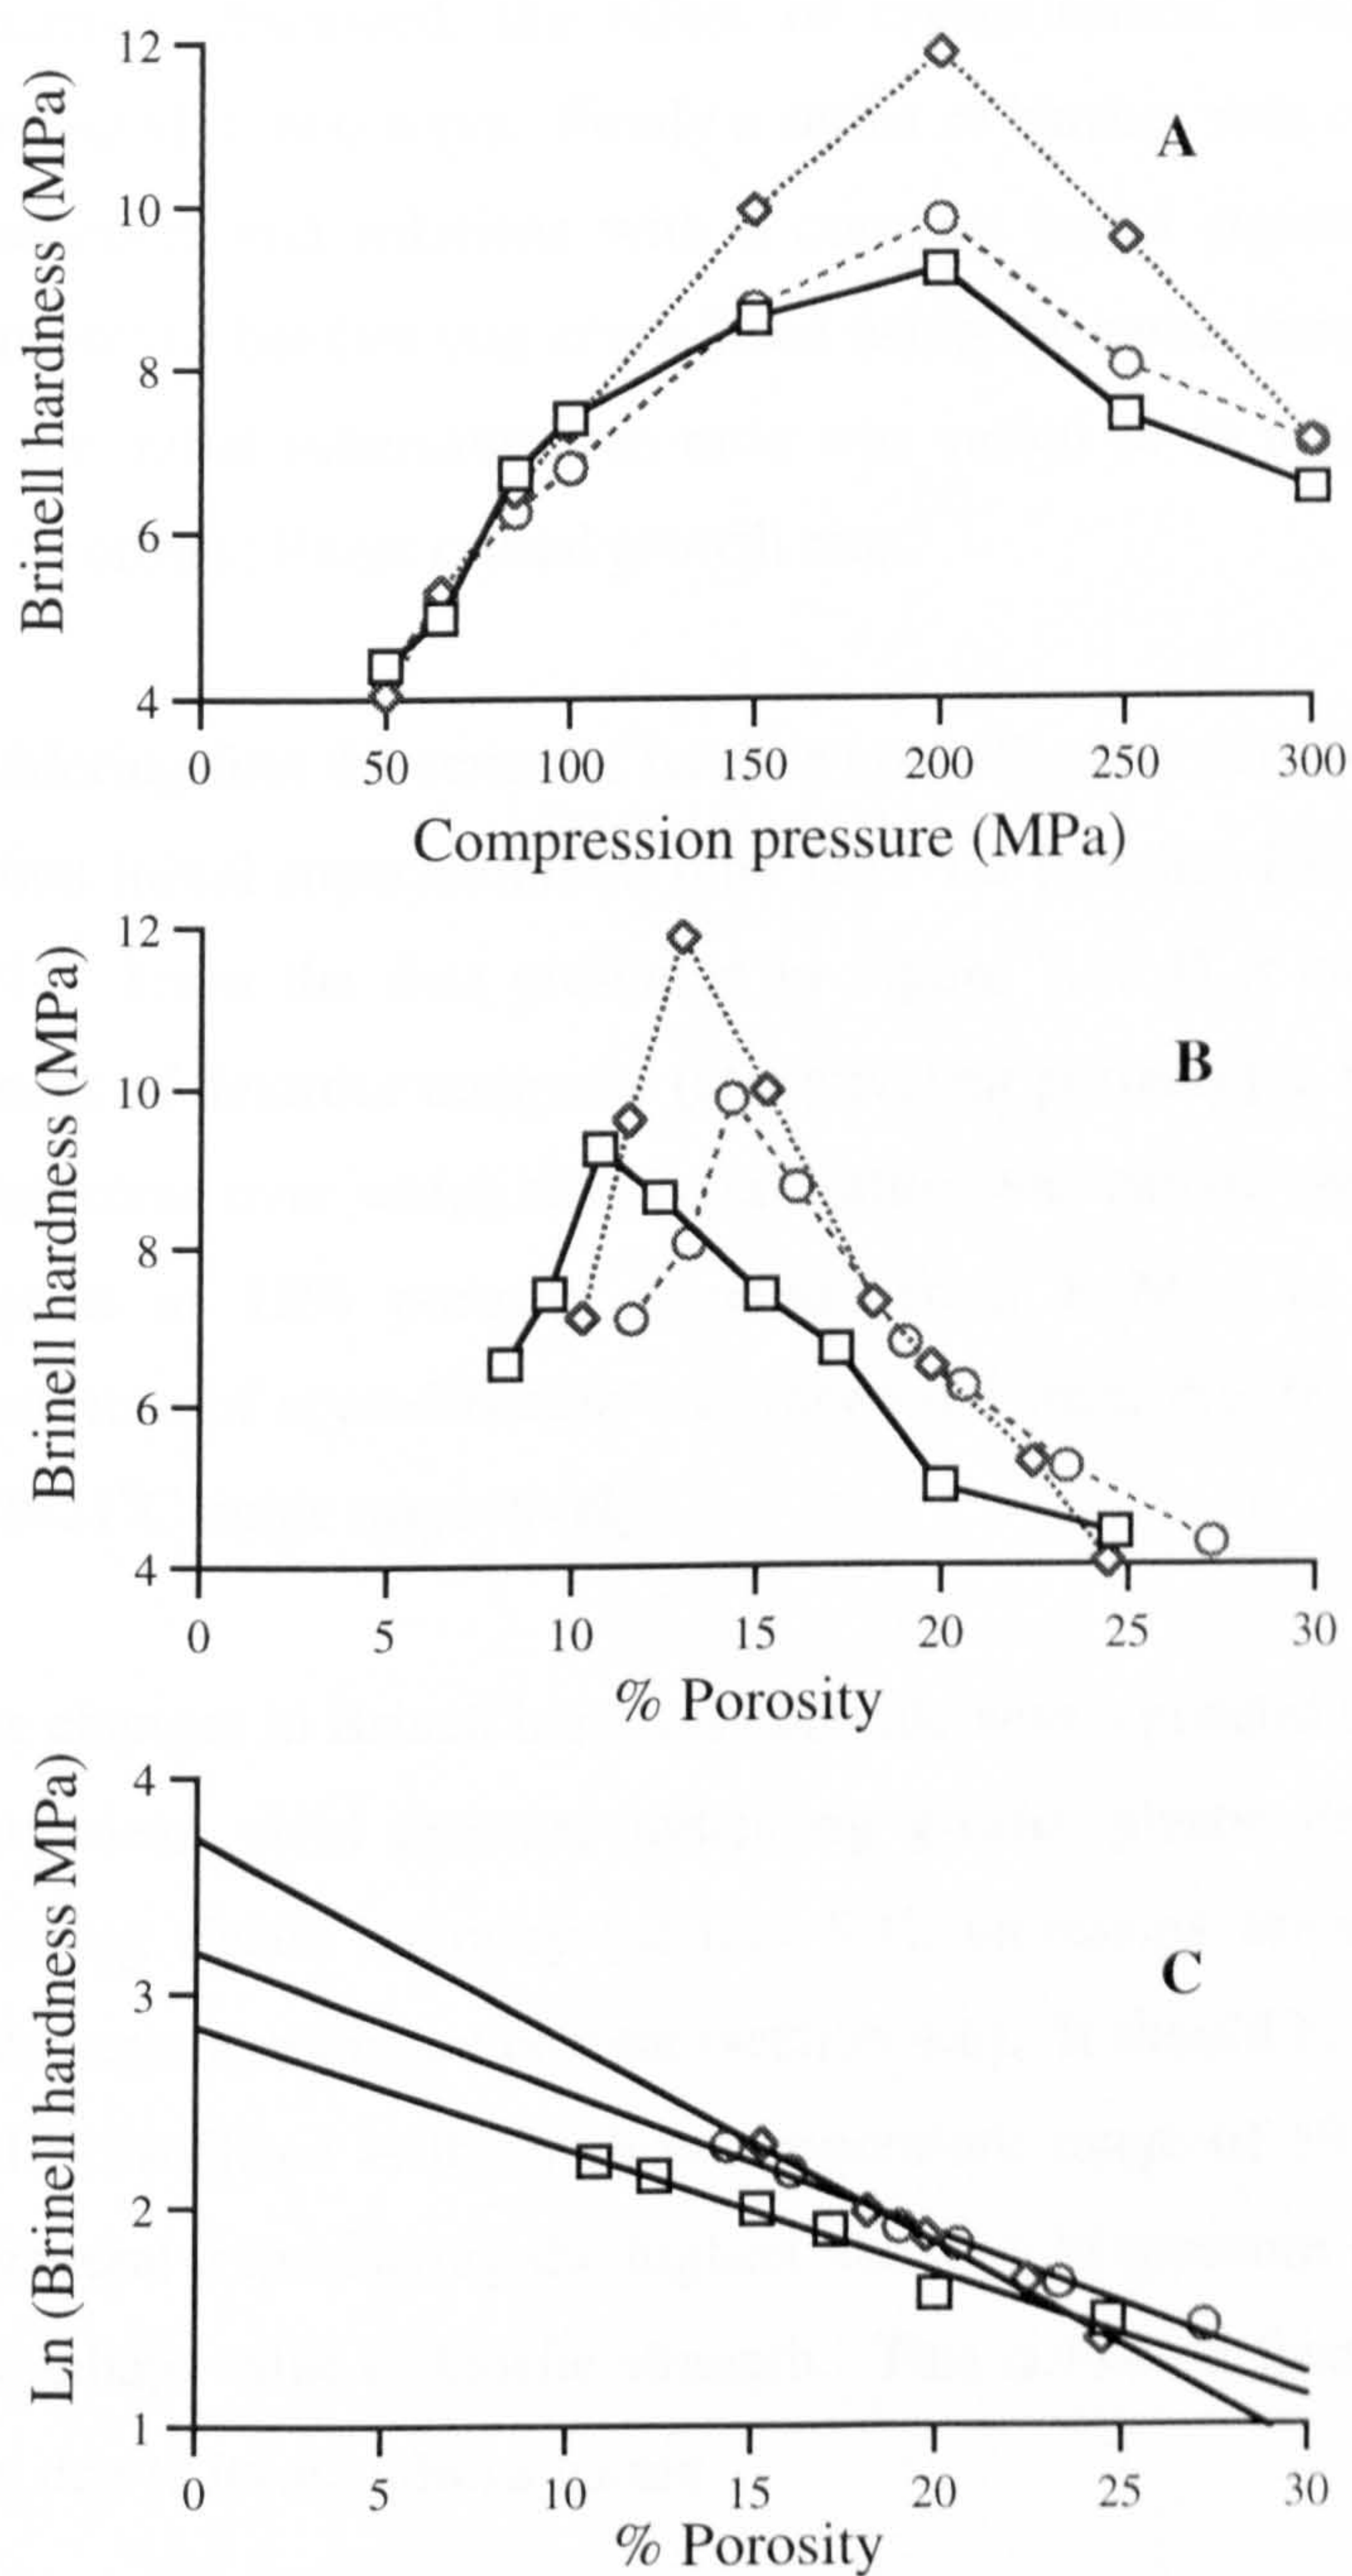 Brinell hardness (MPa)
12
10
8
6
4
A
0 50 100 150 200 250 300
Compression pressure (MPa)
Brinell hardness (MPa)
12
10
8
6
4
B
0 5 10 15 20 25 30
% Porosity
Ln (Brinell hardness MPa)
4
3
2
1
C
0 5 10 15 20 25 30
% Porosity